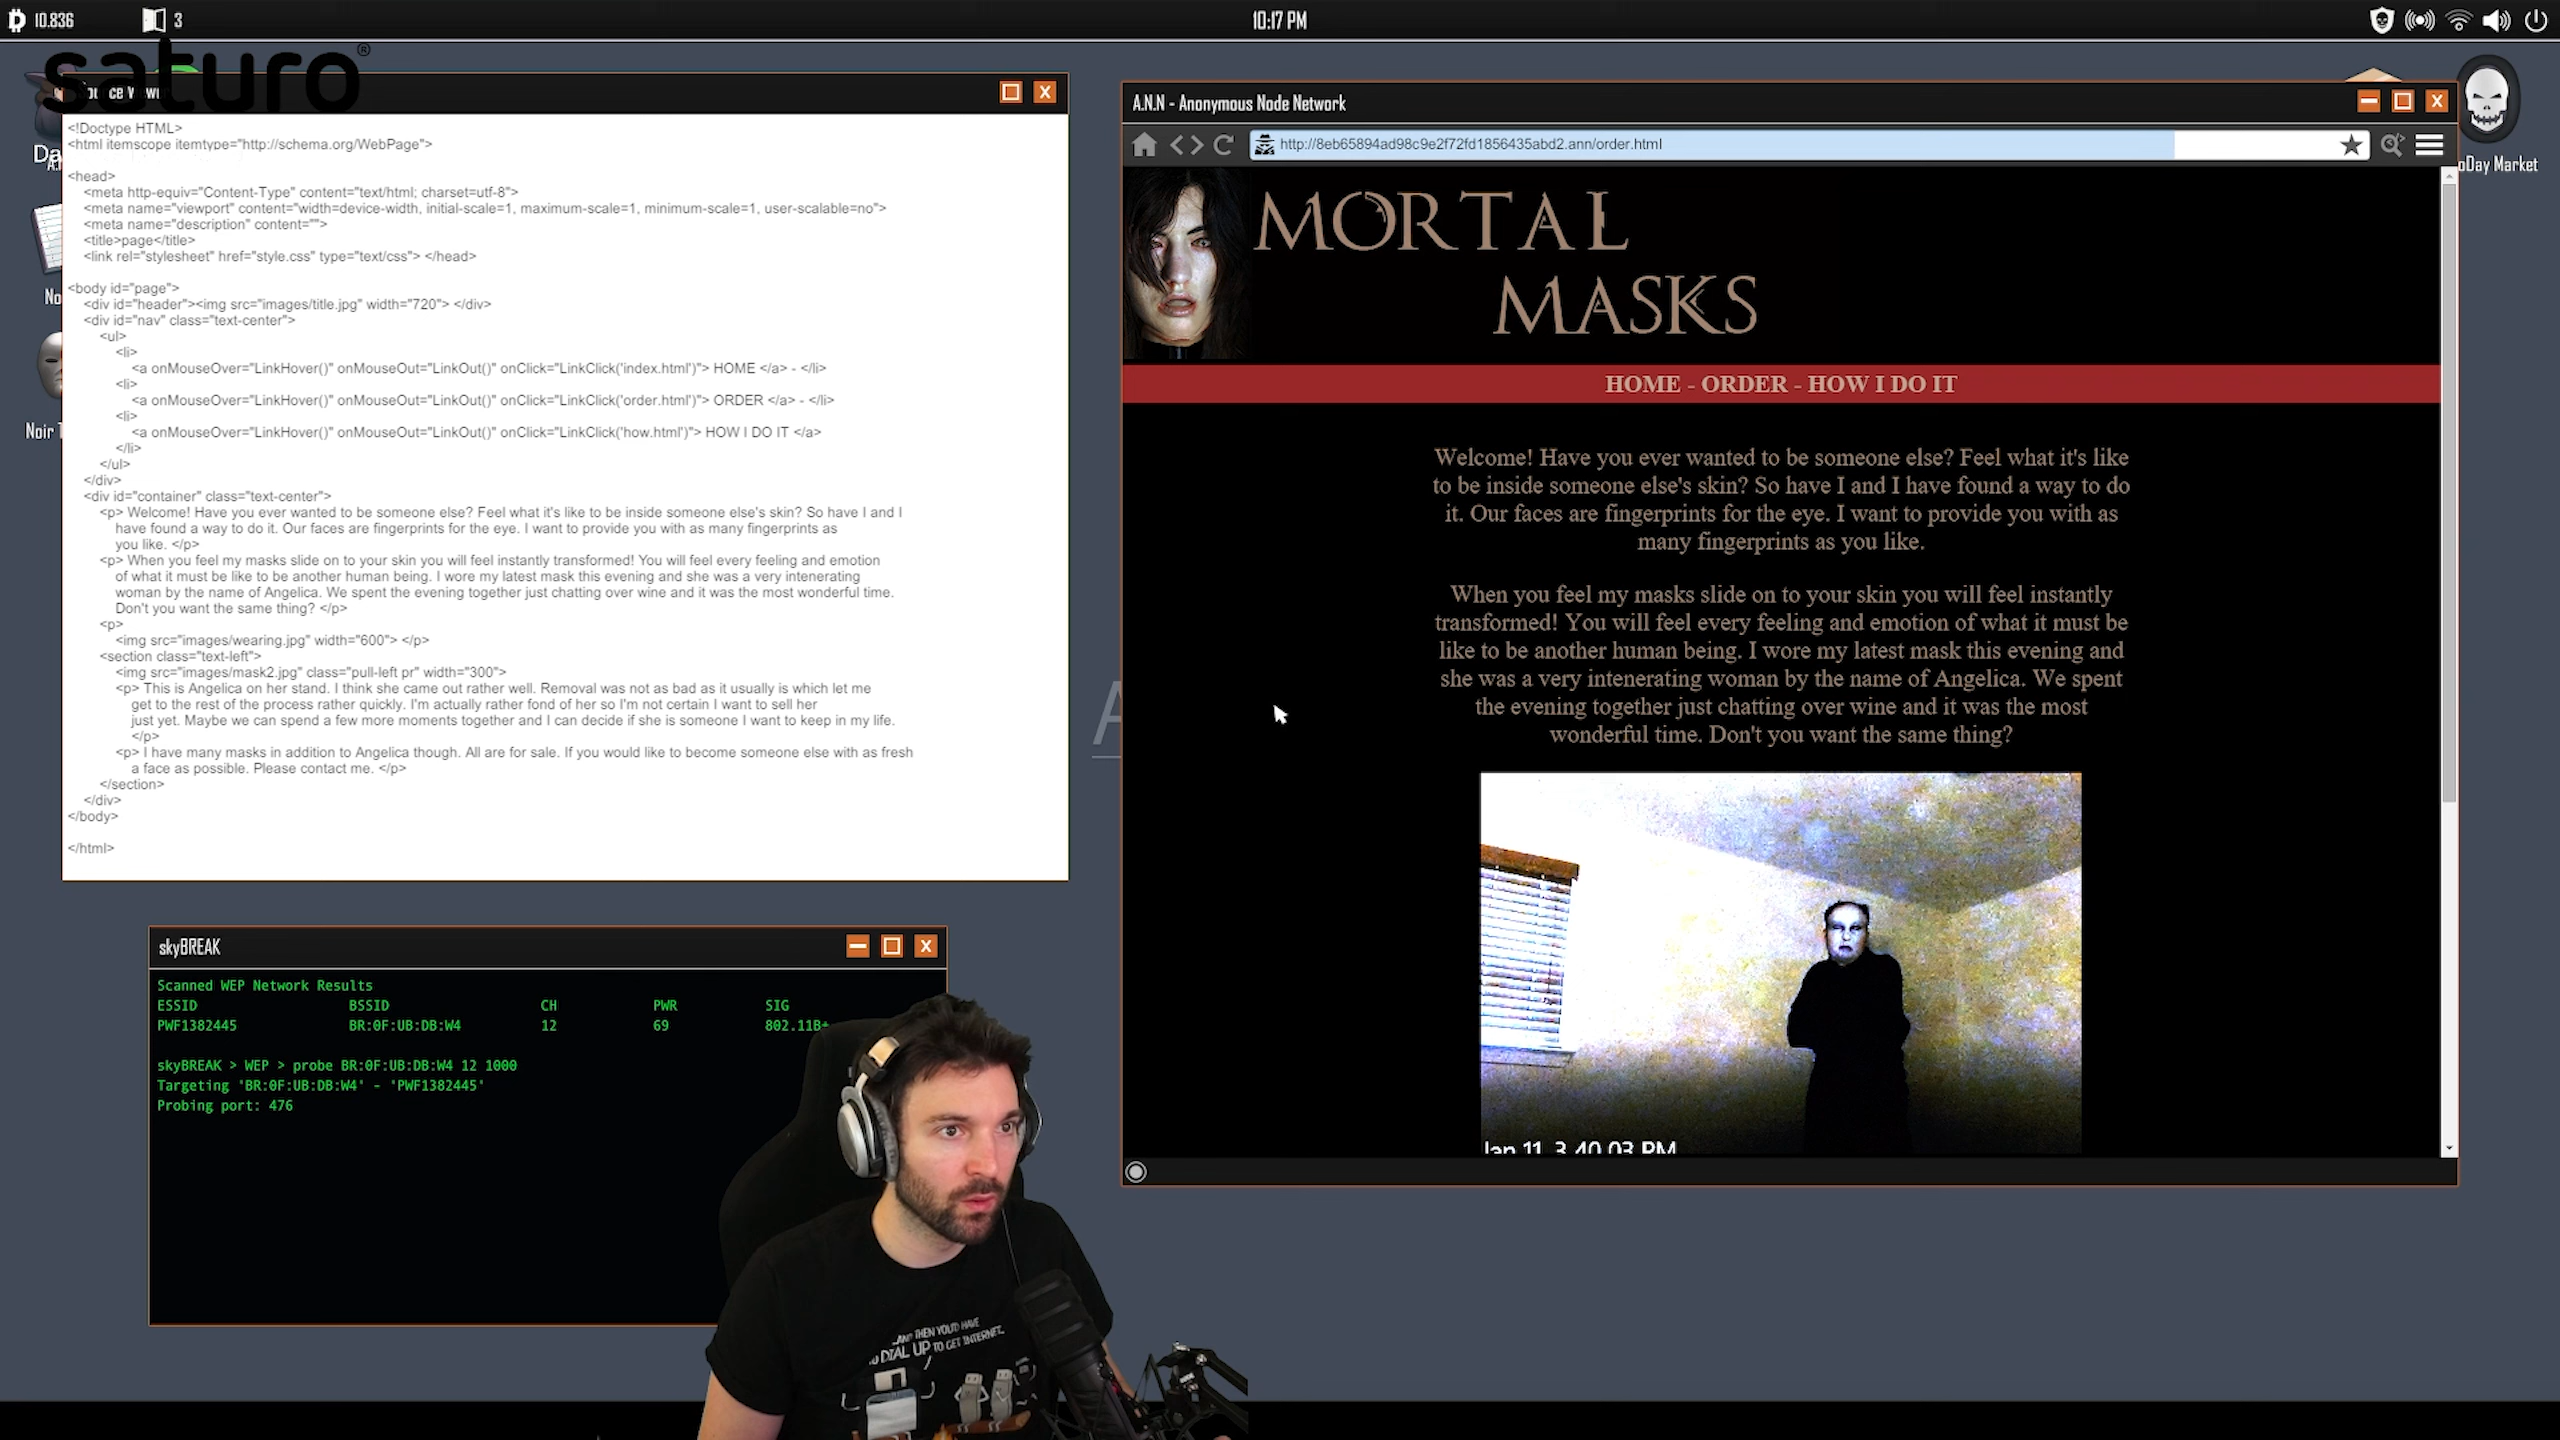 10.836
3
10:17 PM
saturo®
<!Doctype HTML>
<html itemscope itemtype="http://schema.org/WebPage">
<head>
<meta http-equiv="Content-Type" content="text/html; charset=utf-8">
<meta name="viewport" content="width=device-width, initial-scale=1, maximum-scale=1, minimum-scale=1, user-scalable=no">
<meta name="description" content="">
<title>page</title>
<link rel="stylesheet" href="style.css" type="text/css"> </head>
<body id="page">
<div id="header"><img src="images/title.jpg" width="720"> </div>
<div id="nav" class="text-center">
<ul>
<li>
<a onMouseOver="LinkHover()" onMouseOut="LinkOut()" onClick="LinkClick('index.html')"> HOME </a> - </li>
<li>
<a onMouseOver="LinkHover()" onMouseOut="LinkOut()" onClick="LinkClick('order.html')"> ORDER </a> - </li>
<li>
<a onMouseOver="LinkHover()" onMouseOut="LinkOut()" onClick="LinkClick('how.html')"> HOW I DO IT </a>
</li>
</ul>
</div>
<div id="container" class="text-center">
<p> Welcome! Have you ever wanted to be someone else? Feel what it's like to be inside someone else's skin? So have I and I
have found a way to do it. Our faces are fingerprints for the eye. I want to provide you with as many fingerprints as
you like. </p>
<p> When you feel my masks slide on to your skin you will feel instantly transformed! You will feel every feeling and emotion
of what it must be like to be another human being. I wore my latest mask this evening and she was a very intenerating
woman by the name of Angelica. We spent the evening together just chatting over wine and it was the most wonderful time.
Don't you want the same thing? </p>
<p>
<img src="images/wearing.jpg" width="600"> </p>
<section class="text-left">
<img src="images/mask2.jpg" class="pull-left pr" width="300">
<p> This is Angelica on her stand. I think she came out rather well. Removal was not as bad as it usually is which let me
get to the rest of the process rather quickly. I'm actually rather fond of her so I'm not certain I want to sell her
just yet. Maybe we can spend a few more moments together and I can decide if she is someone I want to keep in my life.
</p>
<p> I have many masks in addition to Angelica though. All are for sale. If you would like to become someone else with as fresh
a face as possible. Please contact me. </p>
</section>
</div>
</body>
</html>
skyBREAK
Scanned WEP Network Results
ESSID BSSID CH PWR SIG
PWF1382445 BR:0F:UB:DB:W4 12 69 802.11B+
skyBREAK > WEP > probe BR:0F:UB:DB:W4 12 1000
Targeting 'BR:0F:UB:DB:W4' - 'PWF1382445'
Probing port: 476
A.N.N - Anonymous Node Network
http://8eb65894ad98c9e2f72fd1856435abd2.ann/order.html
MORTAL
MASKS
HOME - ORDER - HOW I DO IT
Welcome! Have you ever wanted to be someone else? Feel what it's like
to be inside someone else's skin? So have I and I have found a way to do
it. Our faces are fingerprints for the eye. I want to provide you with as
many fingerprints as you like.
When you feel my masks slide on to your skin you will feel instantly
transformed! You will feel every feeling and emotion of what it must be
like to be another human being. I wore my latest mask this evening and
she was a very intenerating woman by the name of Angelica. We spent
the evening together just chatting over wine and it was the most
wonderful time. Don't you want the same thing?
Jan 11, 3:40:03 PM
oDay Market
Noir
...AND THEN YOU'D HAVE
TO DIAL UP TO GET INTERNET...